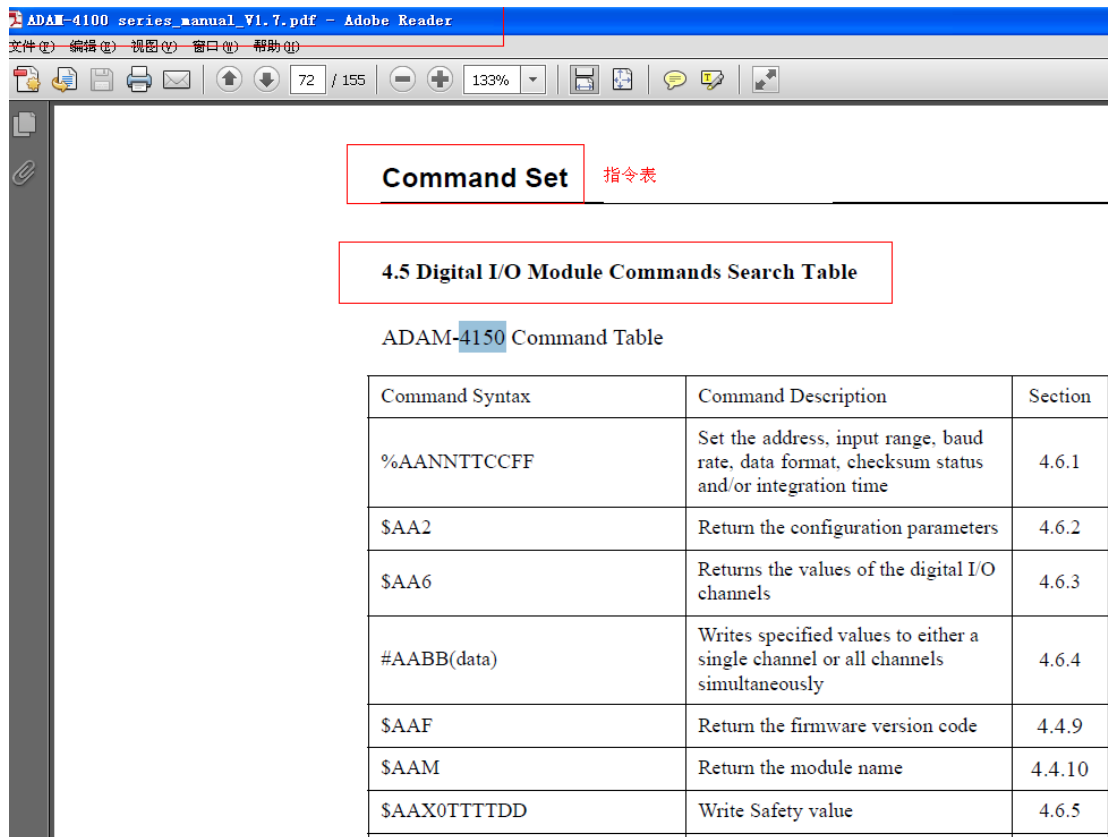 ADAM-4100 series_manual_V1.7.pdf - Adobe Reader
文件(F) 编辑(E) 视图(V) 窗口(W) 帮助(H)
72 / 155 133%
Command Set 指令表
4.5 Digital I/O Module Commands Search Table
ADAM-4150 Command Table
Command Syntax Command Description Section
%AANNTTCCFF Set the address, input range, baud
rate, data format, checksum status
and/or integration time 4.6.1
$AA2 Return the configuration parameters 4.6.2
$AA6 Returns the values of the digital I/O
channels 4.6.3
#AABB(data) Writes specified values to either a
single channel or all channels
simultaneously 4.6.4
$AAF Return the firmware version code 4.4.9
$AAM Return the module name 4.4.10
$AAX0TTTTDD Write Safety value 4.6.5